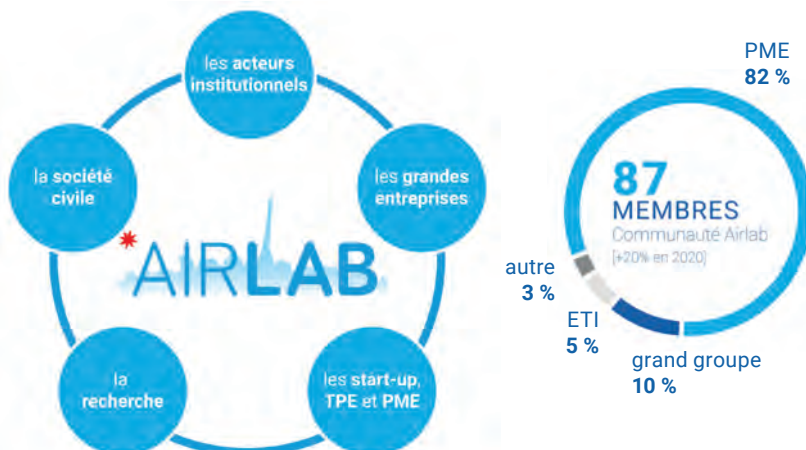 les acteurs
institutionnels
la société
civile
les grandes
entreprises
AIRLAB
la
recherche
les start-up,
TPE et PME
PME
82 %
87
MEMBRES
Communauté Airlab
[+20% en 2020]
autre
3 %
ETI
5 %
grand groupe
10 %